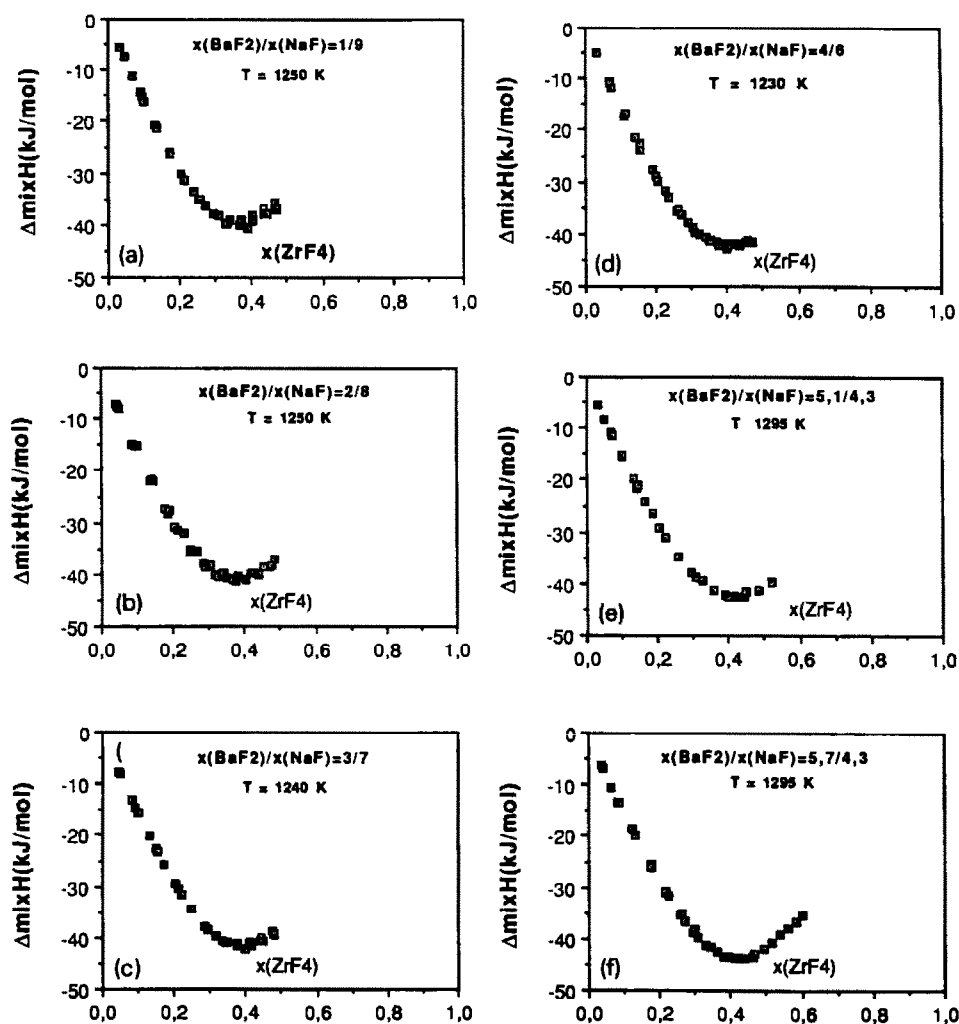 0
x(BaF2)/x(NaF)=1/9
T = 1250 K
-10
-20
-30
-40
-50
ΔmixH(kJ/mol)
(a)
x(ZrF4)
0,0 0,2 0,4 0,6 0,8 1,0
0
x(BaF2)/x(NaF)=4/6
T = 1230 K
-10
-20
-30
-40
-50
ΔmixH(kJ/mol)
(d)
x(ZrF4)
0,0 0,2 0,4 0,6 0,8 1,0
0
x(BaF2)/x(NaF)=2/8
T = 1250 K
-10
-20
-30
-40
-50
ΔmixH(kJ/mol)
(b)
x(ZrF4)
0,0 0,2 0,4 0,6 0,8 1,0
0
x(BaF2)/x(NaF)=5,1/4,3
T 1295 K
-10
-20
-30
-40
-50
ΔmixH(kJ/mol)
(e)
x(ZrF4)
0,0 0,2 0,4 0,6 0,8 1,0
0
(
x(BaF2)/x(NaF)=3/7
T = 1240 K
-10
-20
-30
-40
-50
ΔmixH(kJ/mol)
(c)
x(ZrF4)
0,0 0,2 0,4 0,6 0,8 1,0
0
x(BaF2)/x(NaF)=5,7/4,3
T = 1295 K
-10
-20
-30
-40
-50
ΔmixH(kJ/mol)
(f)
x(ZrF4)
0,0 0,2 0,4 0,6 0,8 1,0